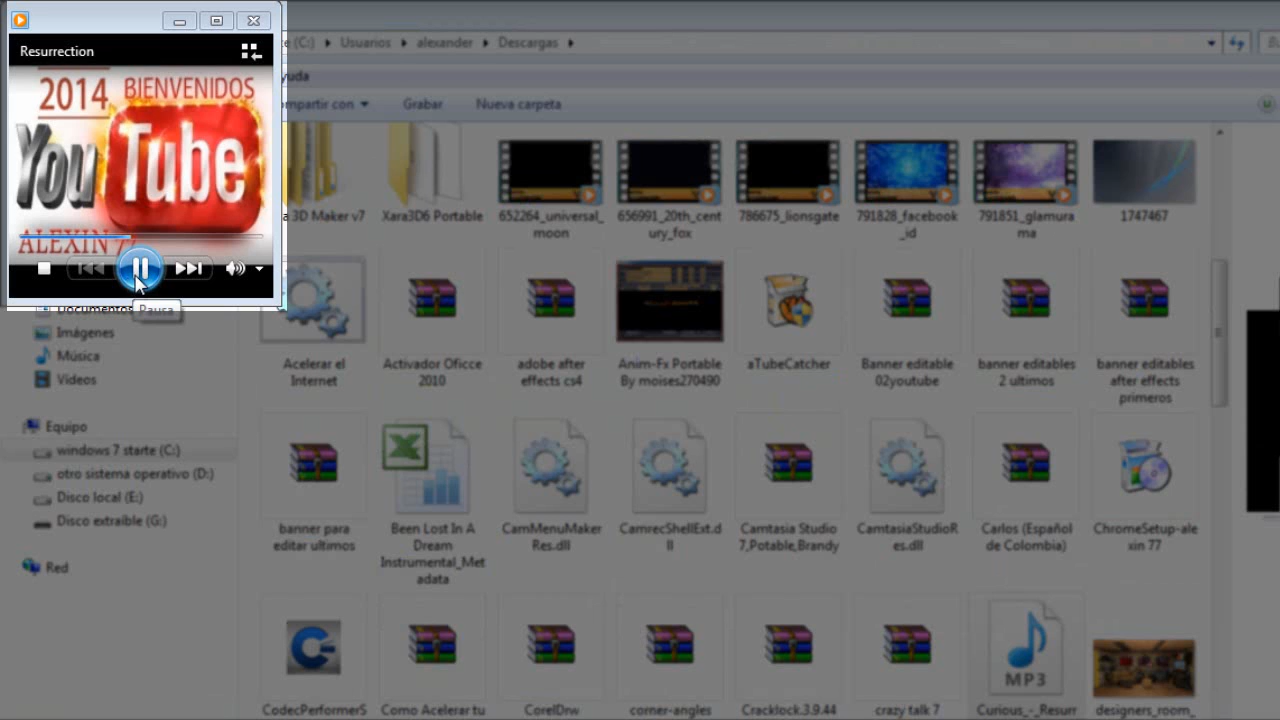 Resurrection
2014 BIENVENIDOS
YouTube
ALEXIN 77
Pausa
(C:) Usuarios alexander Descargas
yuda
ompartir con Grabar Nueva carpeta
Documentos
Imágenes
Música
Vídeos
Equipo
windows 7 starte (C:)
otro sistema operativo (D:)
Disco local (E:)
Disco extraíble (G:)
Red
a 3D Maker v7
Xara3D6 Portable
652264_universal_
moon
656991_20th_cent
ury_fox
786675_lionsgate
791828_facebook
_id
791851_glamura
ma
1747467
Acelerar el
Internet
Activador Oficce
2010
adobe after
effects cs4
Anim-Fx Portable
By moises270490
aTubeCatcher
Banner editable
02youtube
banner editables
2 ultimos
banner editables
after effects
primeros
banner para
editar ultimos
Been Lost In A
Dream
Instrumental_Met
adata
CamMenuMaker
Res.dll
CamrecShellExt.d
ll
Camtasia Studio
7,Potable,Brandy
CamtasiaStudioR
es.dll
Carlos (Español
de Colombia)
ChromeSetup-ale
xin 77
CodecPerformerS
Como Acelerar tu
CorelDrw
corner-angles
Cracklock.3.9.44
crazy talk 7
MP3
Curious_-_Resurr
designers_room_